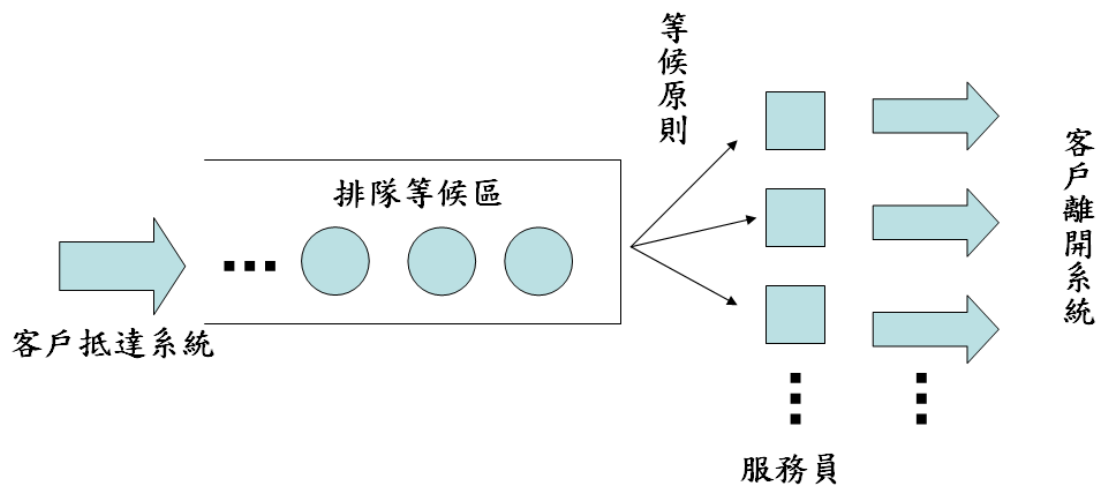 等候原則
排隊等候區
客戶抵達系統
客戶離開系統
服務員